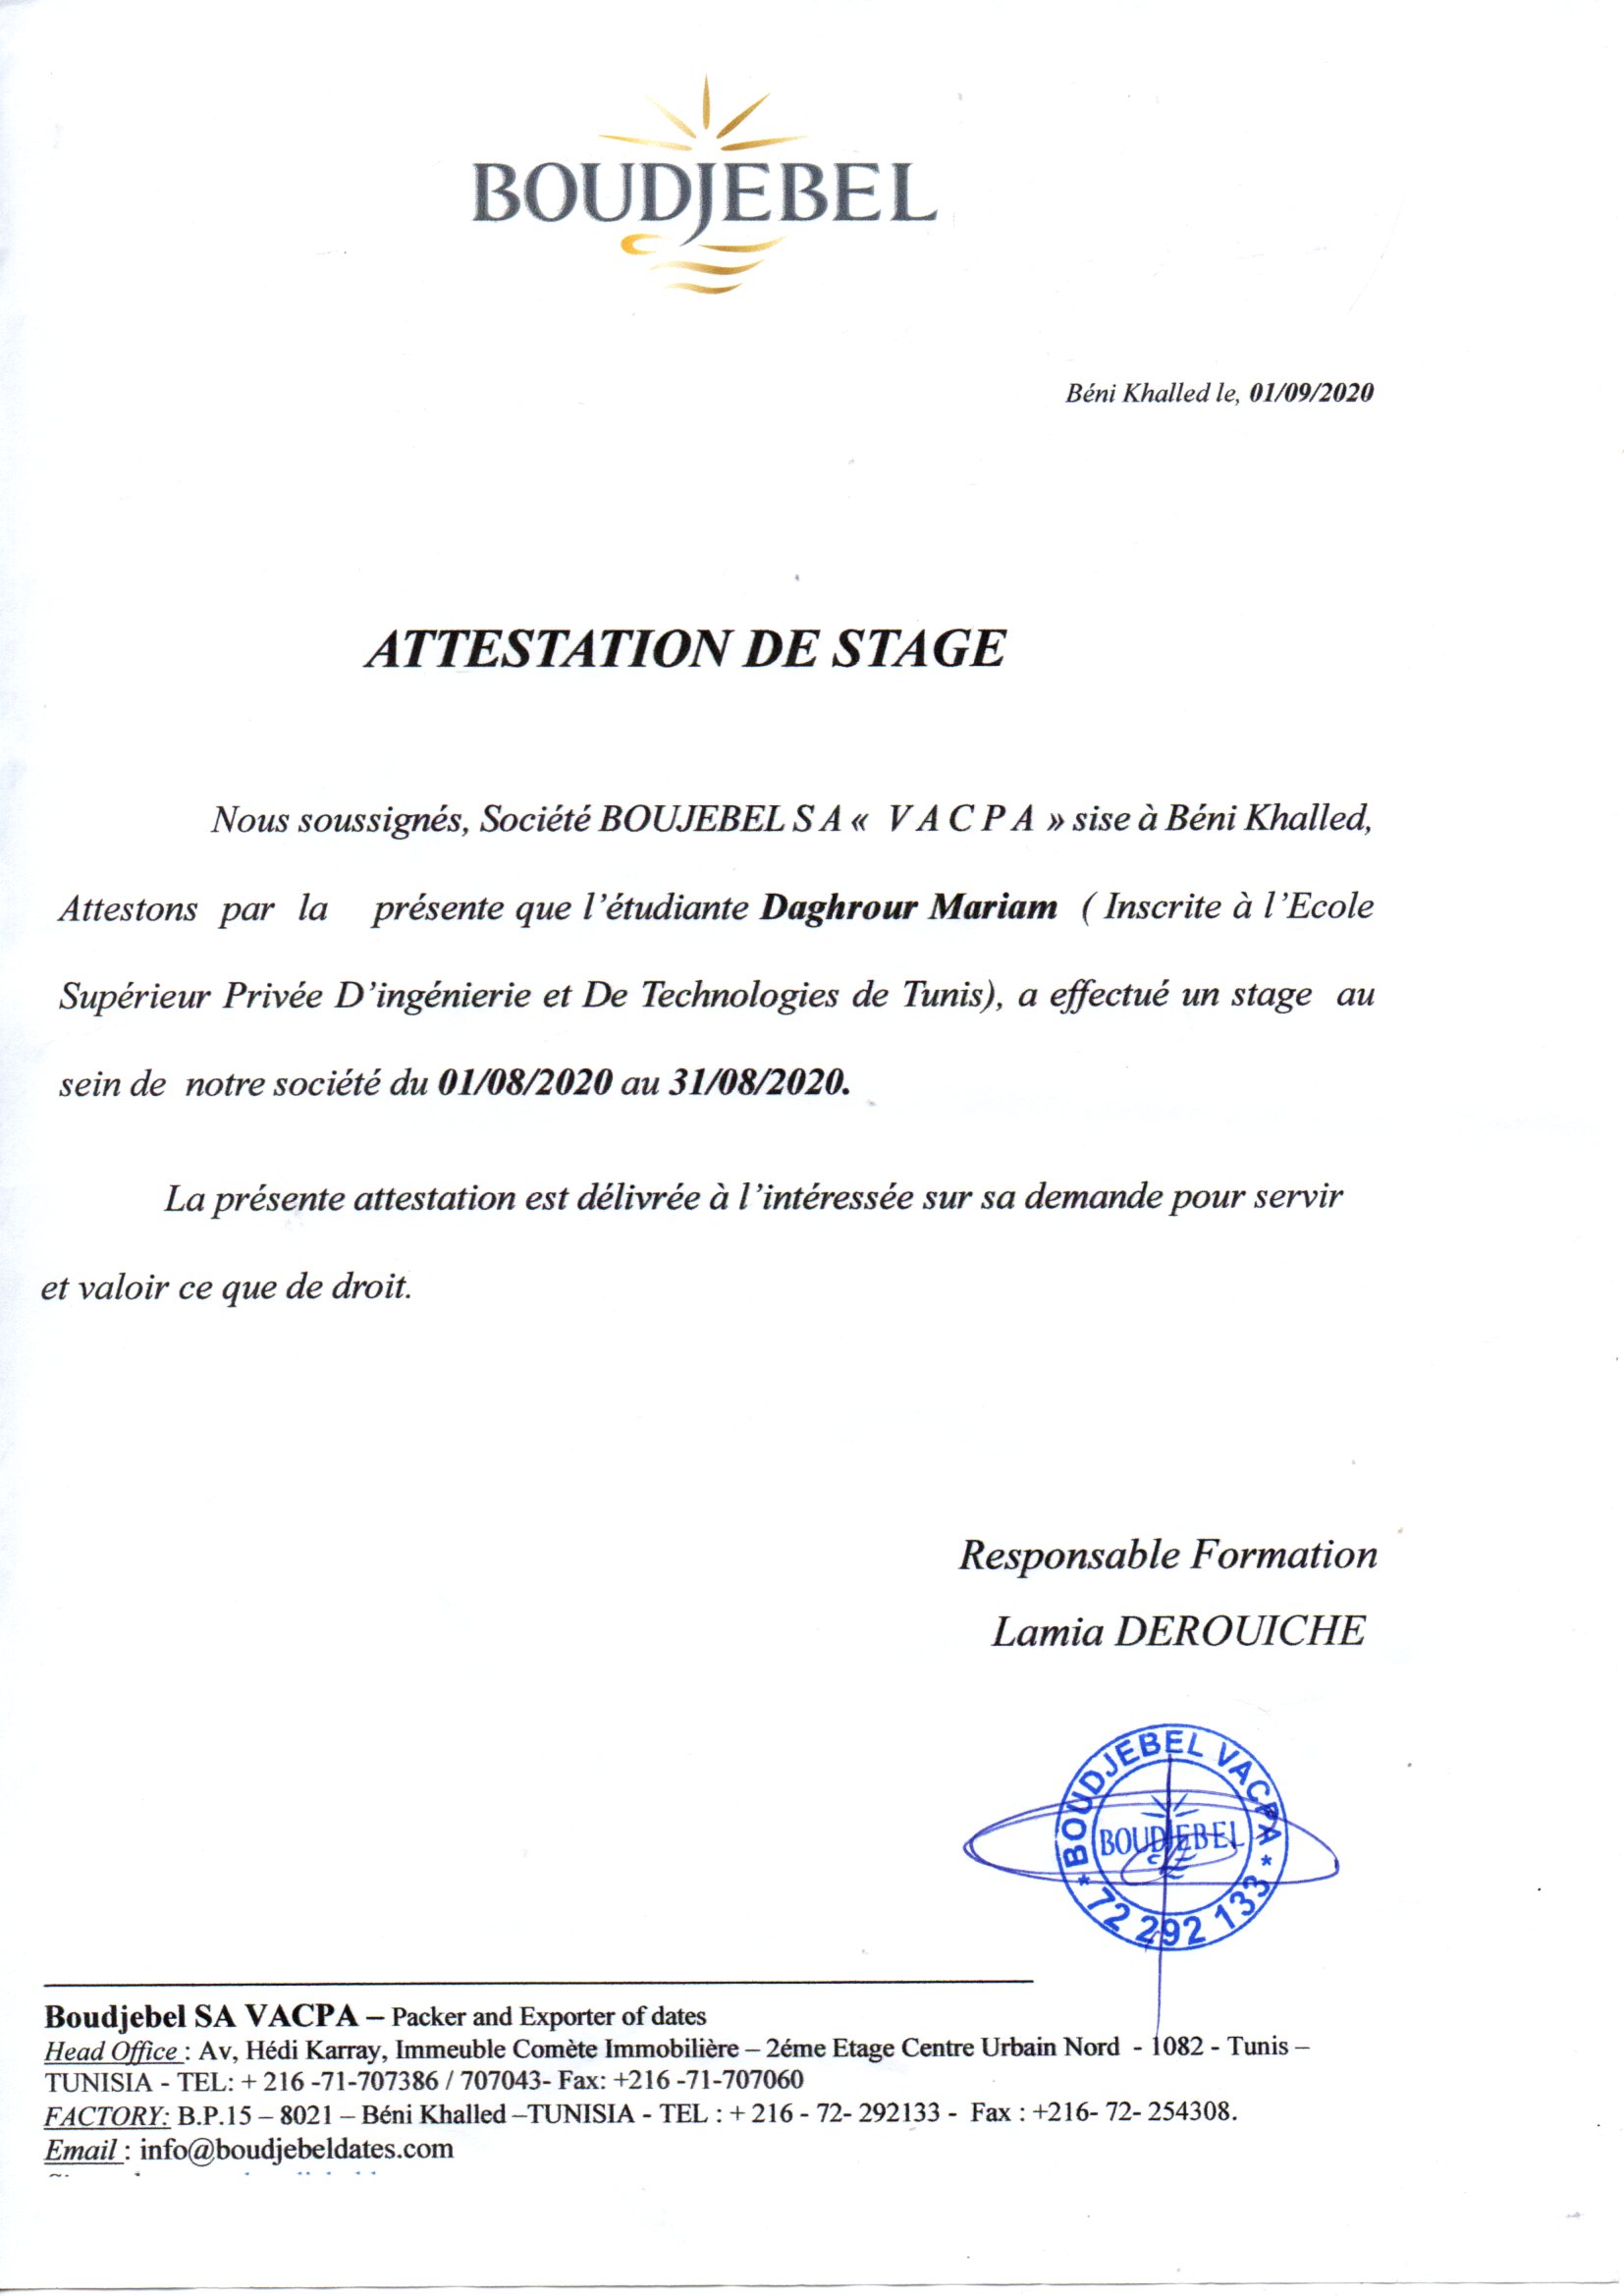 BOUDJEBEL
Béni Khalled le, 01/09/2020
ATTESTATION DE STAGE
Nous soussignés, Société BOUJEBEL S A « V A C P A » sise à Béni Khalled,
Attestons par la présente que l'étudiante Daghrour Mariam ( Inscrite à l'Ecole
Supérieur Privée D'ingénierie et De Technologies de Tunis), a effectué un stage au
sein de notre société du 01/08/2020 au 31/08/2020.
La présente attestation est délivrée à l'intéressée sur sa demande pour servir
et valoir ce que de droit.
Responsable Formation
Lamia DEROUICHE
* BOUDJEBEL VACPA *
BOUDJEBEL
72 292 133
Boudjebel SA VACPA – Packer and Exporter of dates
Head Office : Av, Hédi Karray, Immeuble Comète Immobilière – 2éme Etage Centre Urbain Nord - 1082 - Tunis –
TUNISIA - TEL: + 216 -71-707386 / 707043- Fax: +216 -71-707060
FACTORY: B.P.15 – 8021 – Béni Khalled –TUNISIA - TEL : + 216 - 72- 292133 - Fax : +216- 72- 254308.
Email : info@boudjebeldates.com